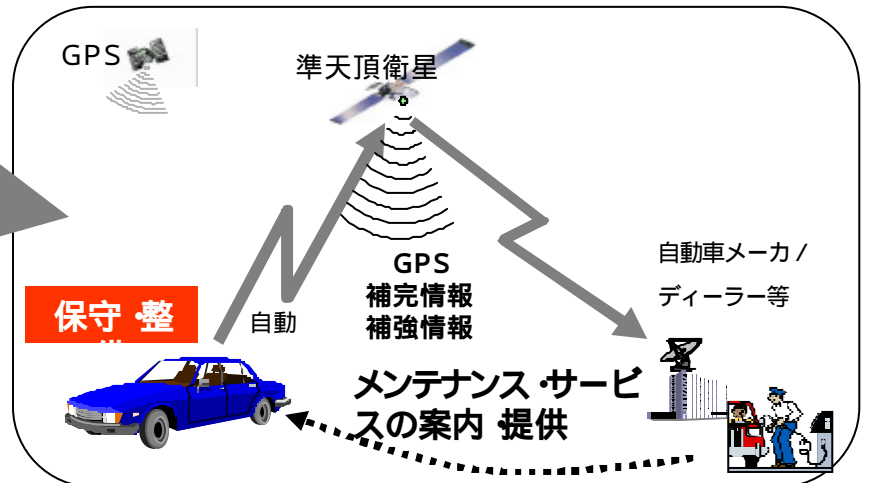 GPS
準天頂衛星
GPS
補完情報
補強情報
自動車メーカ/
ディーラー等
保守・整
自動
メンテナンス・サービ
スの案内・提供